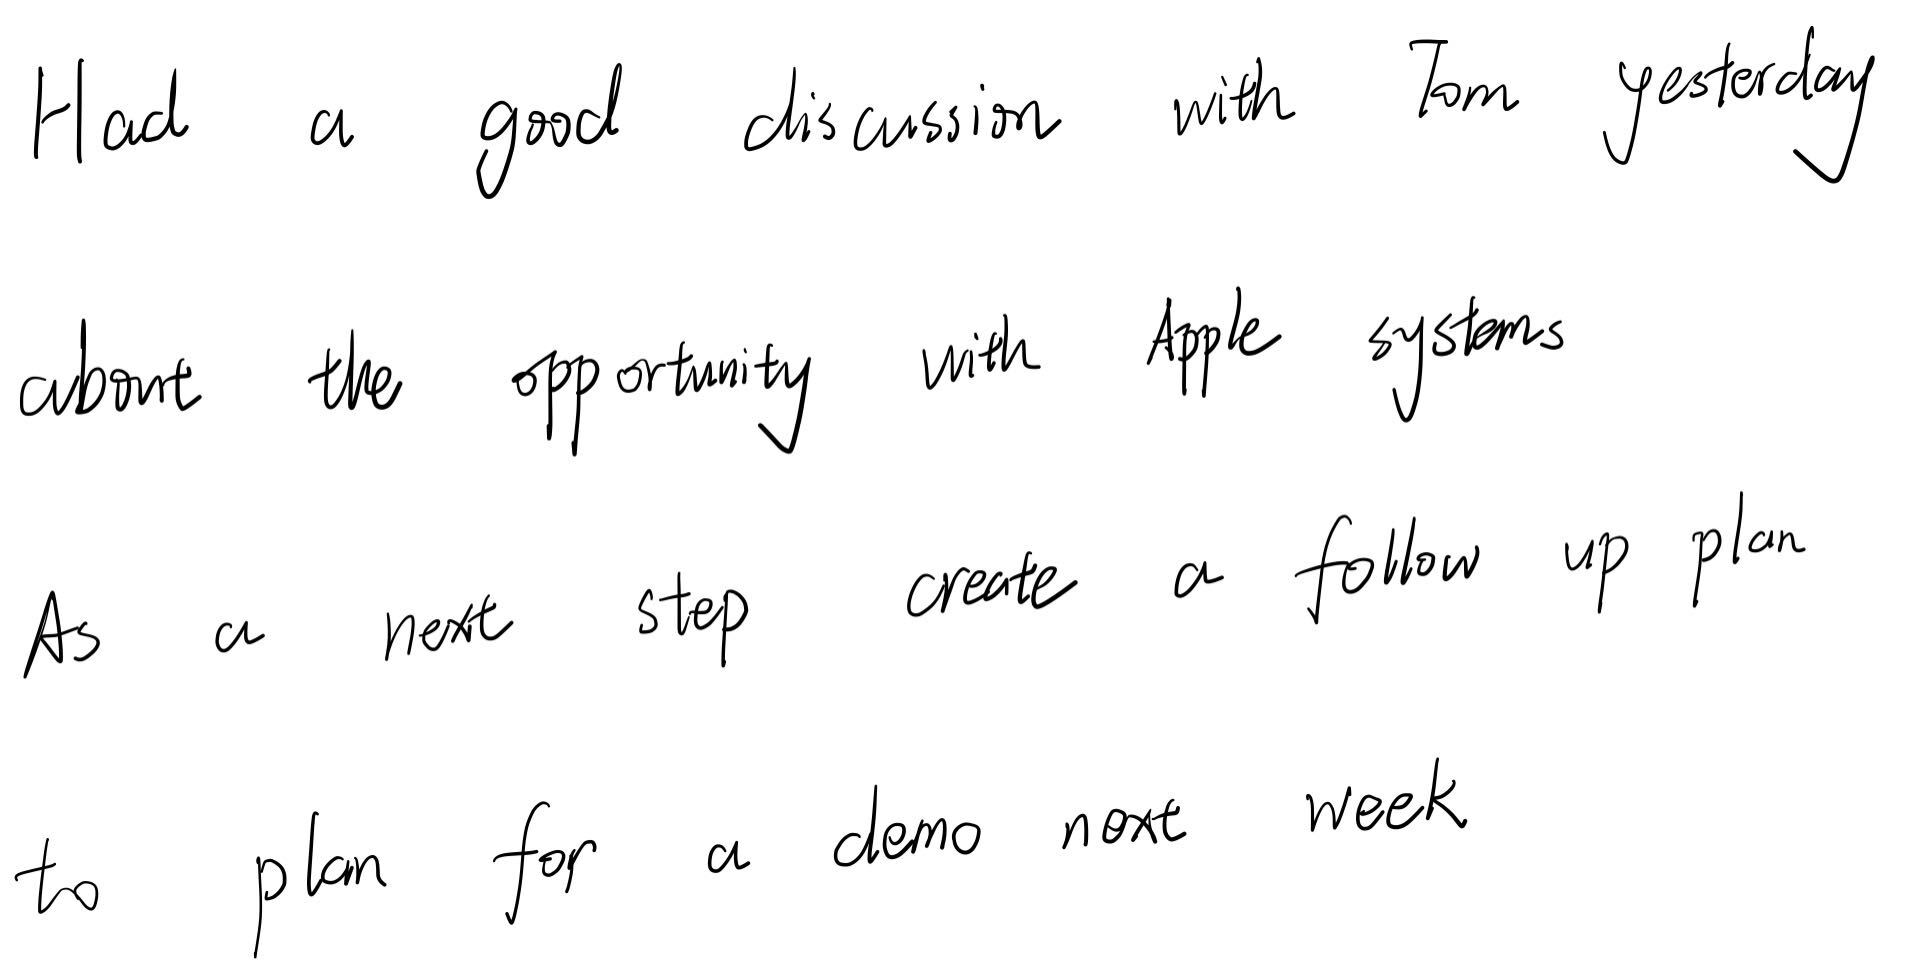 Had a good discussion with Tom yesterday
about the opportunity with Apple systems
As a next step create a follow up plan
to plan for a demo next week